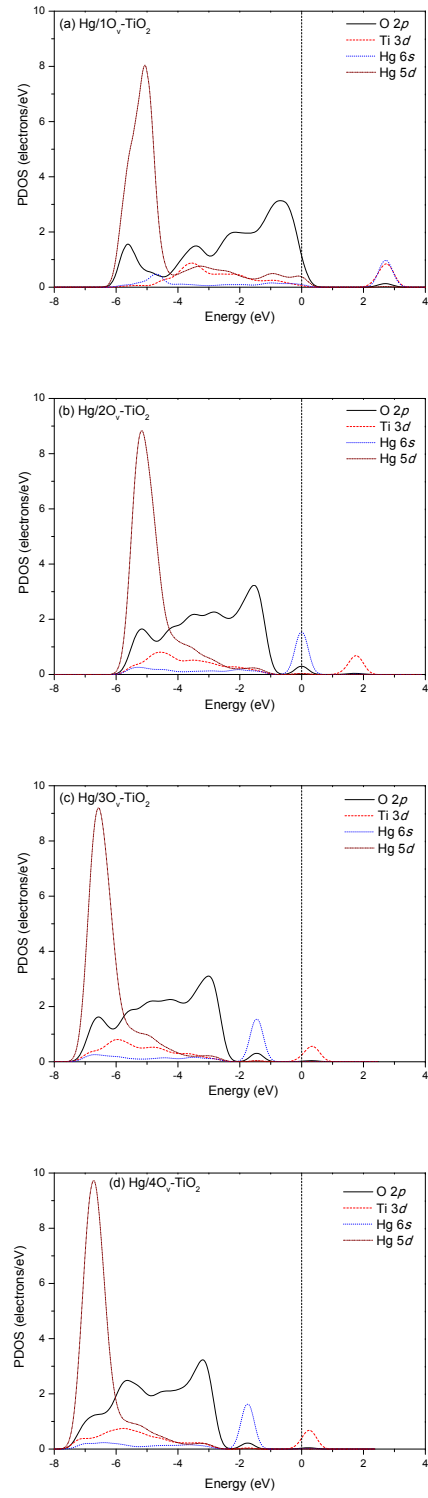 (a) Hg/1Oᵥ-TiO₂
O 2p
Ti 3d
Hg 6s
Hg 5d
10
8
6
4
2
0
PDOS (electrons/eV)
-8 -6 -4 -2 0 2 4
Energy (eV)
(b) Hg/2Oᵥ-TiO₂
O 2p
Ti 3d
Hg 6s
Hg 5d
10
8
6
4
2
0
PDOS (electrons/eV)
-8 -6 -4 -2 0 2 4
Energy (eV)
(c) Hg/3Oᵥ-TiO₂
O 2p
Ti 3d
Hg 6s
Hg 5d
10
8
6
4
2
0
PDOS (electrons/eV)
-8 -6 -4 -2 0 2 4
Energy (eV)
(d) Hg/4Oᵥ-TiO₂
O 2p
Ti 3d
Hg 6s
Hg 5d
10
8
6
4
2
0
PDOS (electrons/eV)
-8 -6 -4 -2 0 2 4
Energy (eV)